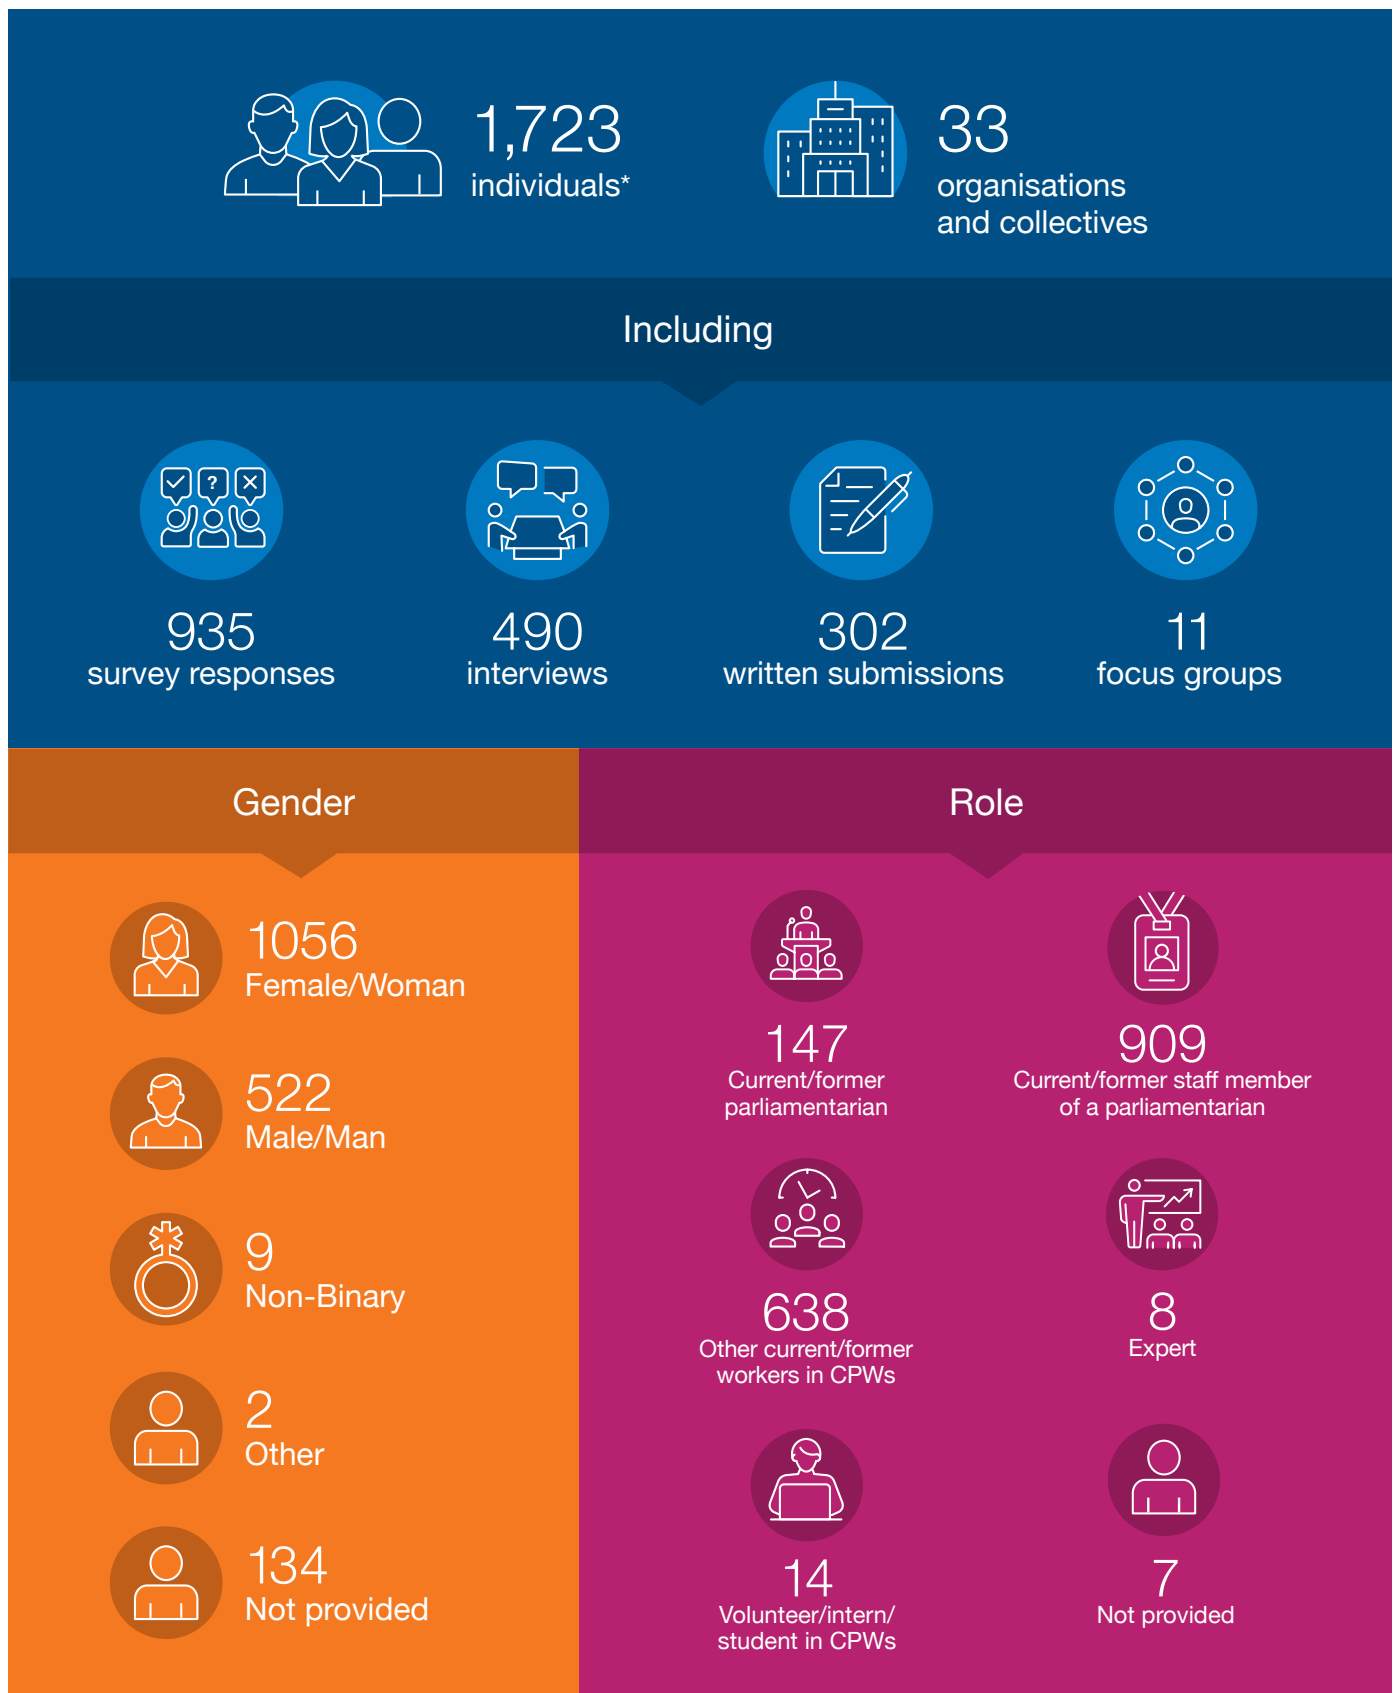 1,723
individuals*
33
organisations
and collectives
Including
?
935
survey responses
490
interviews
302
written submissions
11
focus groups
Gender
1056
Female/Woman
522
Male/Man
9
Non-Binary
2
Other
134
Not provided
Role
147
Current/former
parliamentarian
909
Current/former staff member
of a parliamentarian
638
Other current/former
workers in CPWs
8
Expert
14
Volunteer/intern/
student in CPWs
7
Not provided